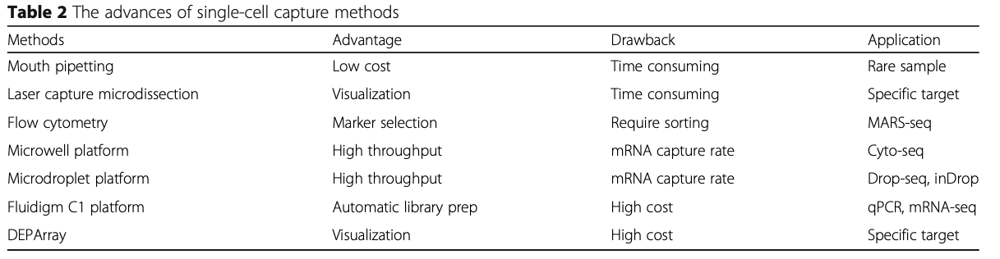 Table 2 The advances of single-cell capture methods
Methods Advantage Drawback Application
Mouth pipetting Low cost Time consuming Rare sample
Laser capture microdissection Visualization Time consuming Specific target
Flow cytometry Marker selection Require sorting MARS-seq
Microwell platform High throughput mRNA capture rate Cyto-seq
Microdroplet platform High throughput mRNA capture rate Drop-seq, inDrop
Fluidigm C1 platform Automatic library prep High cost qPCR, mRNA-seq
DEPArray Visualization High cost Specific target